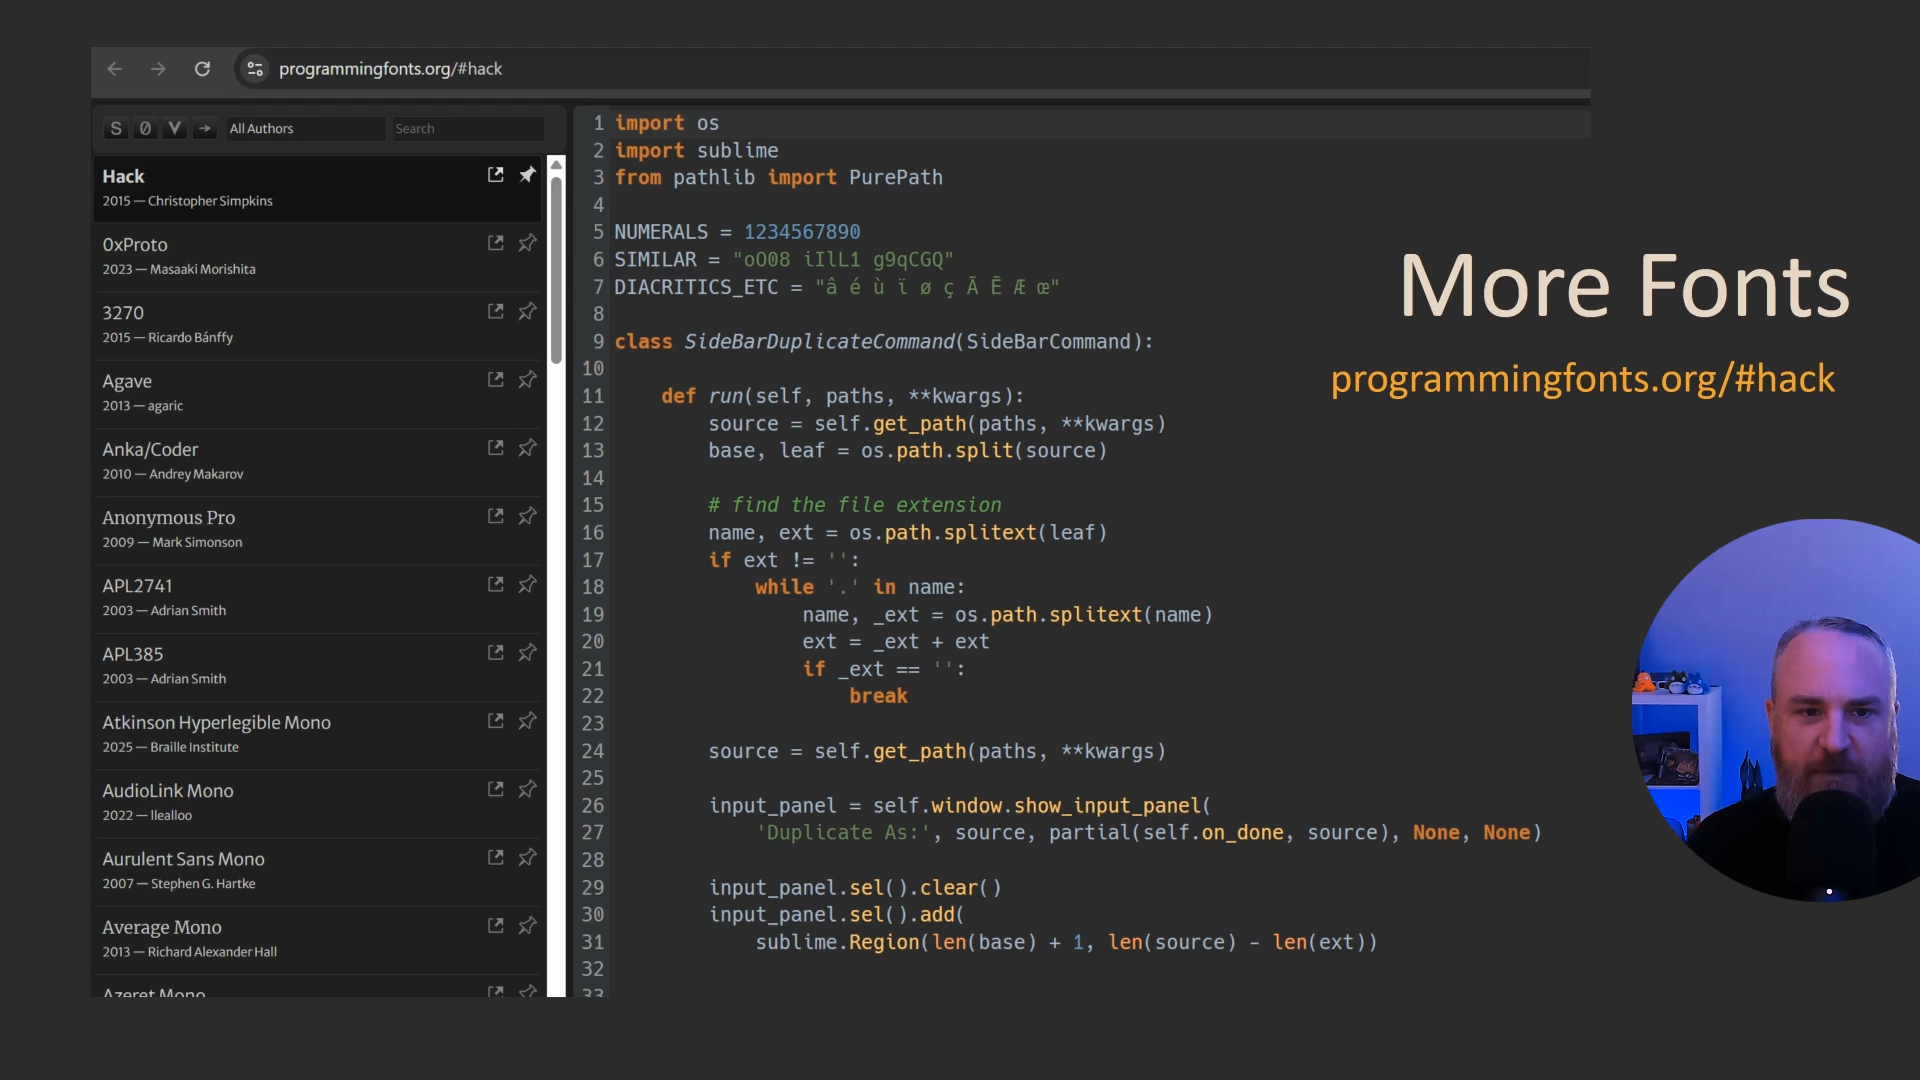 programmingfonts.org/#hack
S 0 V → All Authors Search
Hack
2015 — Christopher Simpkins
0xProto
2023 — Masaaki Morishita
3270
2015 — Ricardo Bánffy
Agave
2013 — agaric
Anka/Coder
2010 — Andrey Makarov
Anonymous Pro
2009 — Mark Simonson
APL2741
2003 — Adrian Smith
APL385
2003 — Adrian Smith
Atkinson Hyperlegible Mono
2025 — Braille Institute
AudioLink Mono
2022 — llealloo
Aurulent Sans Mono
2007 — Stephen G. Hartke
Average Mono
2013 — Richard Alexander Hall
Azeret Mono
1 import os
2 import sublime
3 from pathlib import PurePath
4
5 NUMERALS = 1234567890
6 SIMILAR = "oO08 iIlL1 g9qCGQ"
7 DIACRITICS_ETC = "â é ù ï ø ç Ã Ē Æ œ"
8
9 class SideBarDuplicateCommand(SideBarCommand):
10
11 def run(self, paths, **kwargs):
12 source = self.get_path(paths, **kwargs)
13 base, leaf = os.path.split(source)
14
15 # find the file extension
16 name, ext = os.path.splitext(leaf)
17 if ext != '':
18 while '.' in name:
19 name, _ext = os.path.splitext(name)
20 ext = _ext + ext
21 if _ext == '':
22 break
23
24 source = self.get_path(paths, **kwargs)
25
26 input_panel = self.window.show_input_panel(
27 'Duplicate As:', source, partial(self.on_done, source), None, None)
28
29 input_panel.sel().clear()
30 input_panel.sel().add(
31 sublime.Region(len(base) + 1, len(source) - len(ext))
32
33
More Fonts
programmingfonts.org/#hack